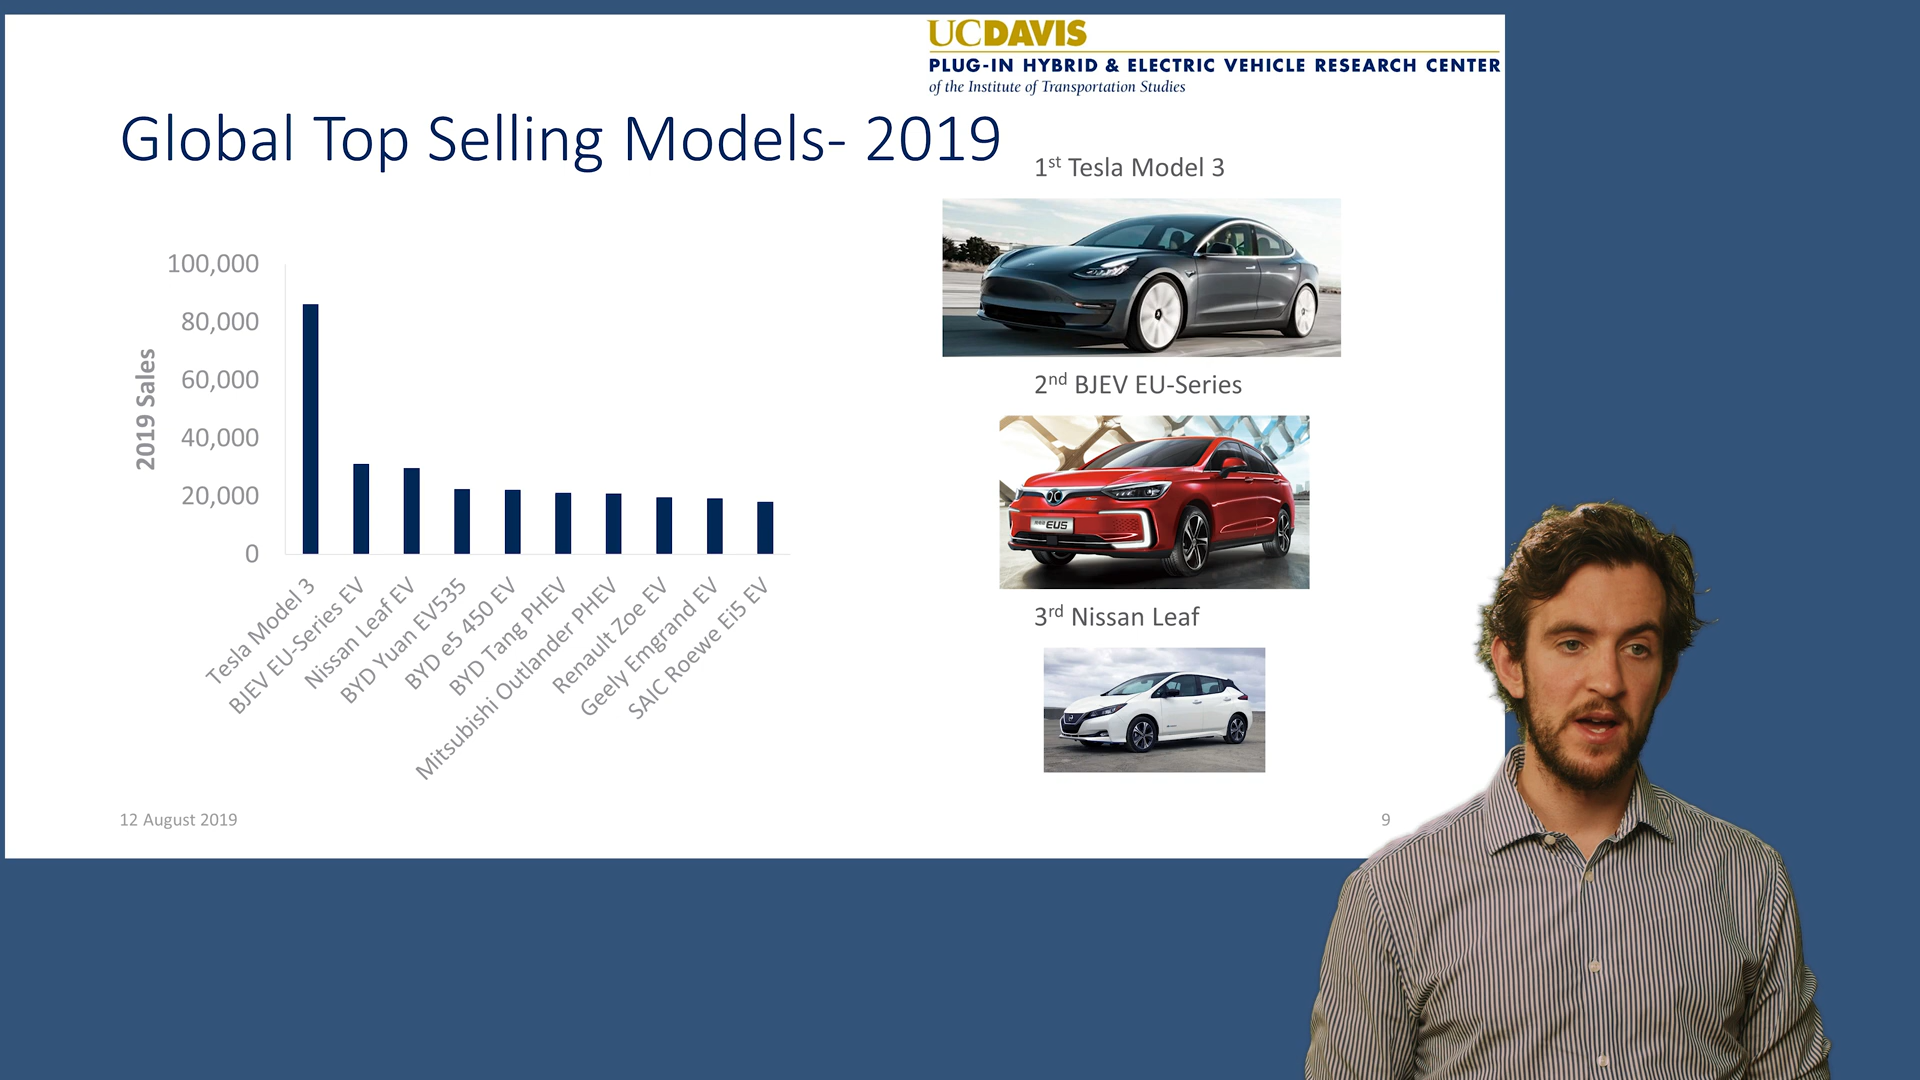 UCDAVIS
PLUG-IN HYBRID & ELECTRIC VEHICLE RESEARCH CENTER
of the Institute of Transportation Studies
Global Top Selling Models- 2019
1st Tesla Model 3
2nd BJEV EU-Series
EU5
3rd Nissan Leaf
2019 Sales
100,000
80,000
60,000
40,000
20,000
0
Tesla Model 3
BJEV EU-Series EV
Nissan Leaf EV
BYD Yuan EV535
BYD e5 450 EV
BYD Tang PHEV
Mitsubishi Outlander PHEV
Renault Zoe EV
Geely Emgrand EV
SAIC Roewe Ei5 EV
12 August 2019
9